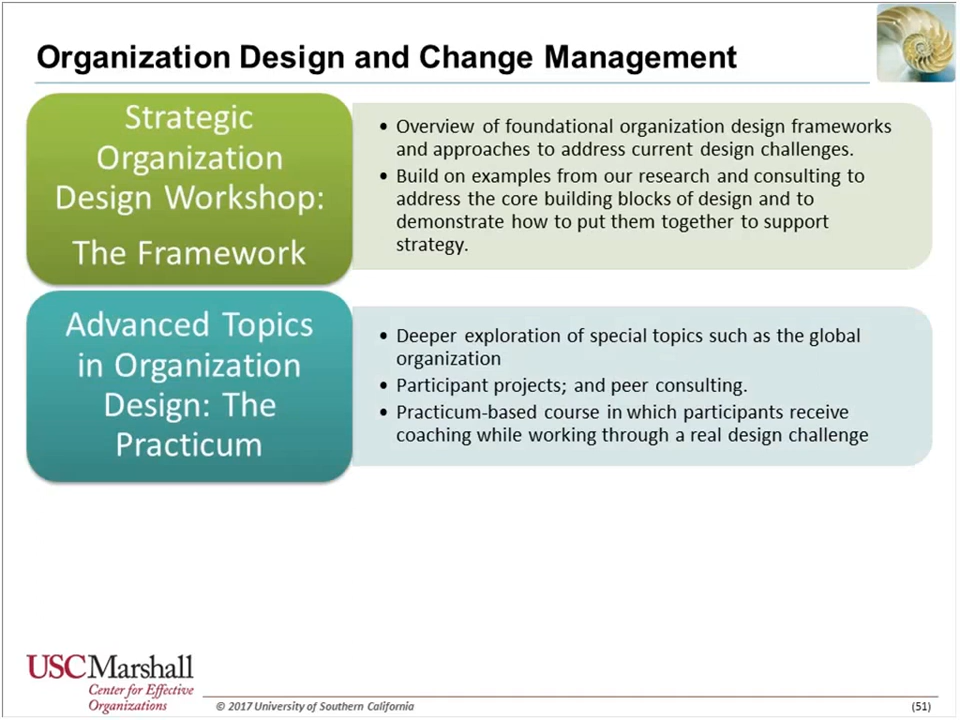 Organization Design and Change Management
Strategic
Organization
Design Workshop:
The Framework
• Overview of foundational organization design frameworks
and approaches to address current design challenges.
• Build on examples from our research and consulting to
address the core building blocks of design and to
demonstrate how to put them together to support
strategy.
Advanced Topics
in Organization
Design: The
Practicum
• Deeper exploration of special topics such as the global
organization
• Participant projects; and peer consulting.
• Practicum-based course in which participants receive
coaching while working through a real design challenge
USC Marshall
Center for Effective
Organizations
© 2017 University of Southern California
(51)